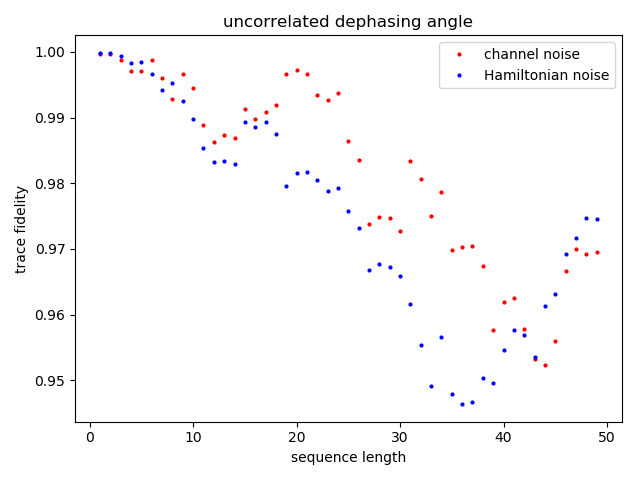 uncorrelated dephasing angle
channel noise
Hamiltonian noise
trace fidelity
1.00
0.99
0.98
0.97
0.96
0.95
0 10 20 30 40 50
sequence length